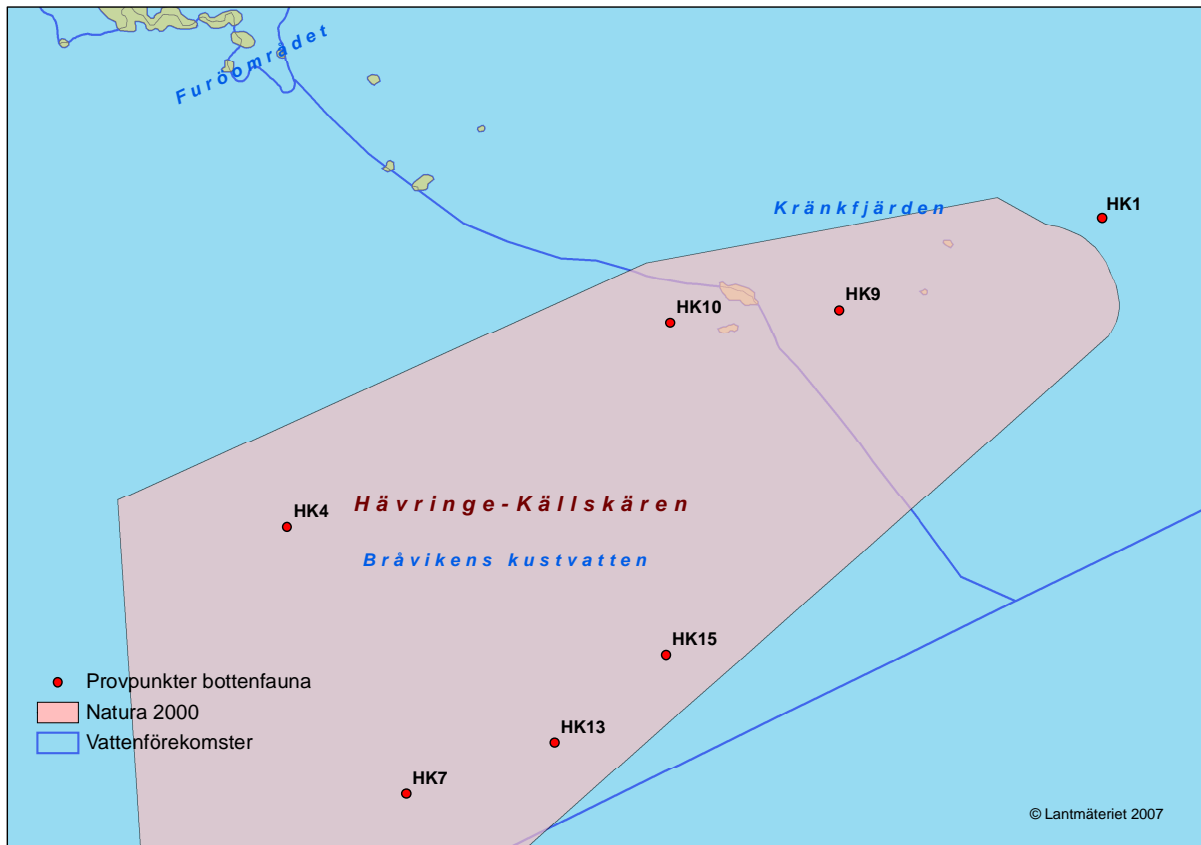 Furöområdet
Kränkfjärden
HK1
HK9
HK10
Hävringe-Källskären
HK4
Bråvikens kustvatten
HK15
Provpunkter bottenfauna
Natura 2000
HK13
Vattenförekomster
HK7
© Lantmäteriet 2007